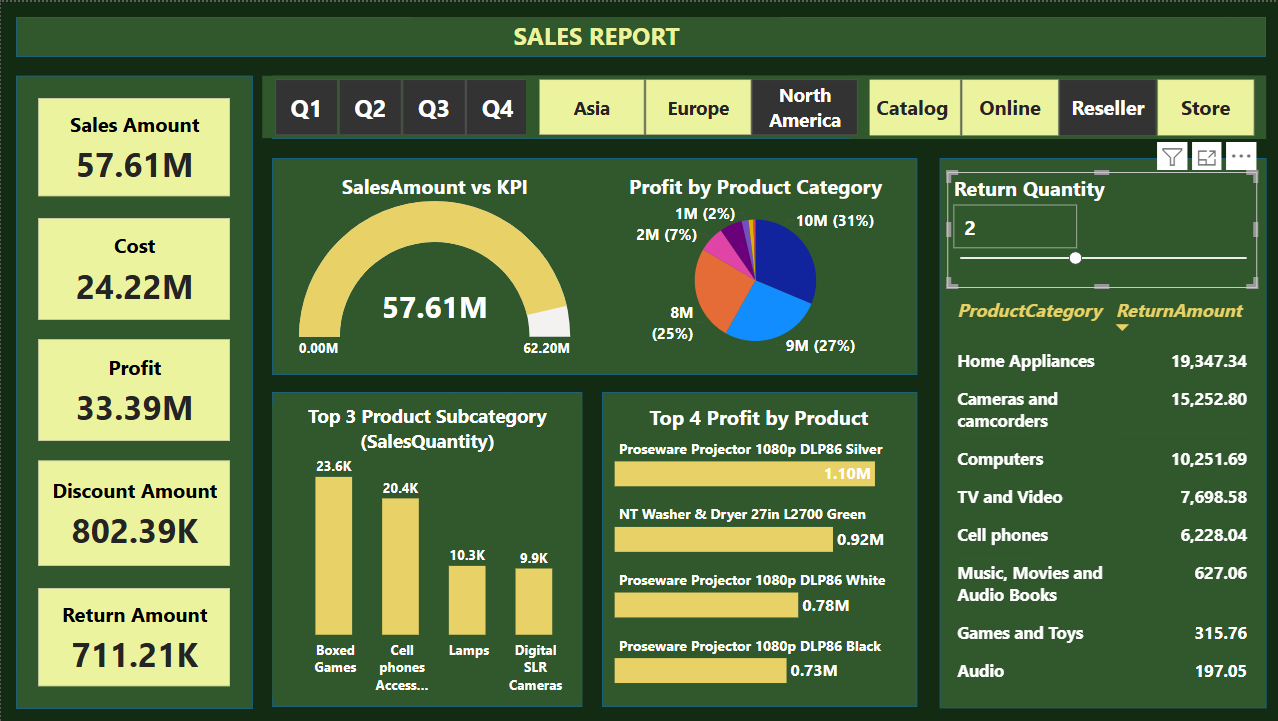 SALES REPORT
Sales Amount
57.61M
Cost
24.22M
Profit
33.39M
Discount Amount
802.39K
Return Amount
711.21K
Q1 Q2 Q3 Q4 Asia Europe North America Catalog Online Reseller Store
SalesAmount vs KPI
57.61M
0.00M
62.20M
Profit by Product Category
1M (2%)
2M (7%)
10M (31%)
8M
(25%)
9M (27%)
Top 3 Product Subcategory
(SalesQuantity)
23.6K
20.4K
10.3K
9.9K
Boxed
Games
Cell
phones
Access...
Lamps
Digital
SLR
Cameras
Top 4 Profit by Product
Proseware Projector 1080p DLP86 Silver
1.10M
NT Washer & Dryer 27in L2700 Green
0.92M
Proseware Projector 1080p DLP86 White
0.78M
Proseware Projector 1080p DLP86 Black
0.73M
Return Quantity
2
ProductCategory ReturnAmount
Home Appliances 19,347.34
Cameras and 15,252.80
camcorders
Computers 10,251.69
TV and Video 7,698.58
Cell phones 6,228.04
Music, Movies and 627.06
Audio Books
Games and Toys 315.76
Audio 197.05